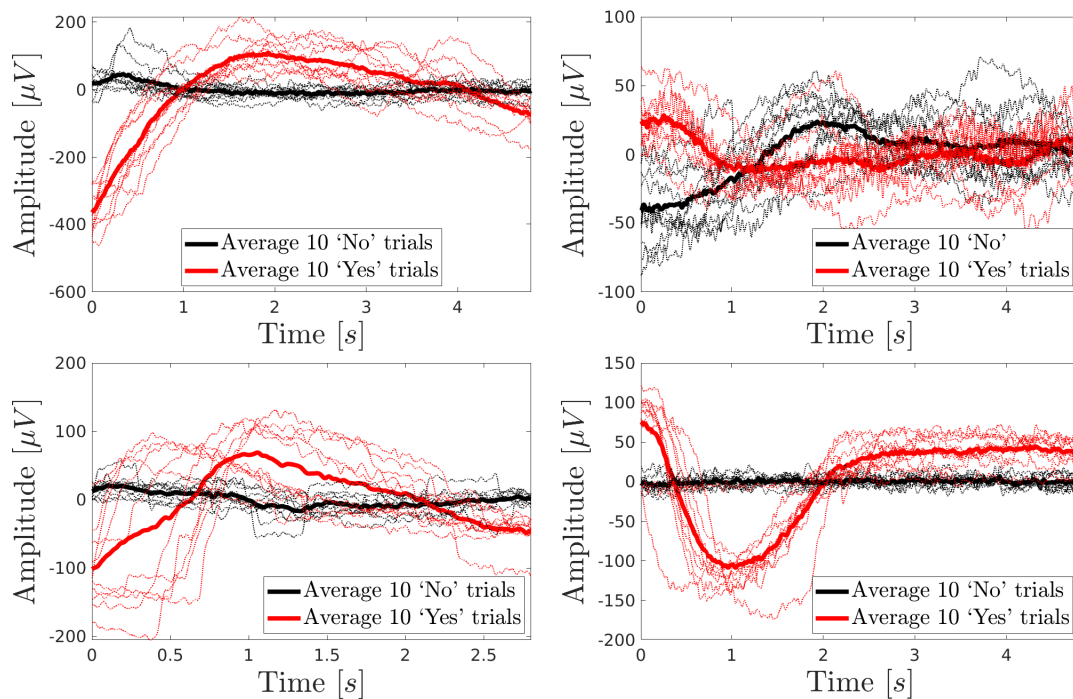 200
0
-200
-400
-600
Amplitude [μV]
0 1 2 3 4
Time [s]
Average 10 ‘No’ trials
Average 10 ‘Yes’ trials
100
50
0
-50
-100
Amplitude [μV]
0 1 2 3 4
Time [s]
Average 10 ‘No’
Average 10 ‘Yes’ trials
200
100
0
-100
-200
Amplitude [μV]
0 0.5 1 1.5 2 2.5
Time [s]
Average 10 ‘No’ trials
Average 10 ‘Yes’ trials
150
100
50
0
-50
-100
-150
-200
Amplitude [μV]
0 1 2 3 4
Time [s]
Average 10 ‘No’ trials
Average 10 ‘Yes’ trials